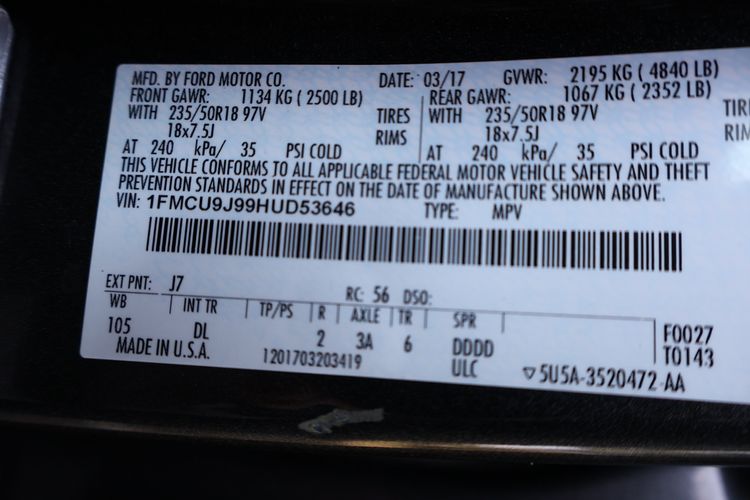 MFD. BY FORD MOTOR CO. DATE: 03/17 GVWR: 2195 KG ( 4840 LB)
FRONT GAWR: 1134 KG ( 2500 LB) REAR GAWR: 1067 KG ( 2352 LB)
WITH 235/50R18 97V TIRES WITH 235/50R18 97V
18x7.5J RIMS 18x7.5J
AT 240 kPa/ 35 PSI COLD AT 240 kPa/ 35 PSI COLD
THIS VEHICLE CONFORMS TO ALL APPLICABLE FEDERAL MOTOR VEHICLE SAFETY AND THEFT
PREVENTION STANDARDS IN EFFECT ON THE DATE OF MANUFACTURE SHOWN ABOVE.
VIN: 1FMCU9J99HUD53646 TYPE: MPV
EXT PNT: J7 RC: 56 DSO:
WB INT TR TP/PS R AXLE TR SPR
105 DL 2 3A 6 DDDD F0027
MADE IN U.S.A. 1201703203419 ULC T0143
▽5U5A-3520472-AA